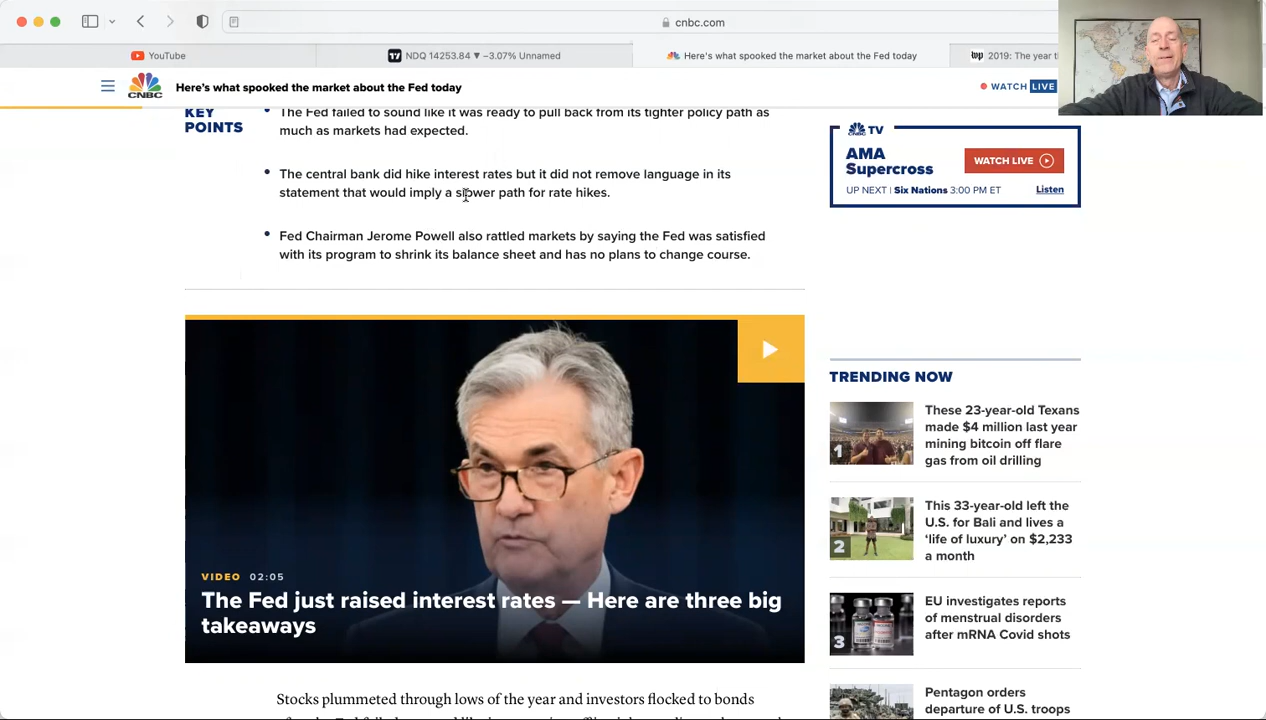 cnbc.com
YouTube
NDQ 14253.84 ▼ −3.07% Unnamed
Here's what spooked the market about the Fed today
wp 2019: The year t
CNBC
Here's what spooked the market about the Fed today
WATCH LIVE
KEY
POINTS
The Fed failed to sound like it was ready to pull back from its tighter policy path as
much as markets had expected.
The central bank did hike interest rates but it did not remove language in its
statement that would imply a slower path for rate hikes.
Fed Chairman Jerome Powell also rattled markets by saying the Fed was satisfied
with its program to shrink its balance sheet and has no plans to change course.
VIDEO 02:05
The Fed just raised interest rates — Here are three big
takeaways
Stocks plummeted through lows of the year and investors flocked to bonds
CNBC TV
AMA
Supercross
WATCH LIVE
UP NEXT | Six Nations 3:00 PM ET
Listen
TRENDING NOW
1
These 23-year-old Texans
made $4 million last year
mining bitcoin off flare
gas from oil drilling
2
This 33-year-old left the
U.S. for Bali and lives a
‘life of luxury’ on $2,233
a month
3
EU investigates reports
of menstrual disorders
after mRNA Covid shots
Pentagon orders
departure of U.S. troops